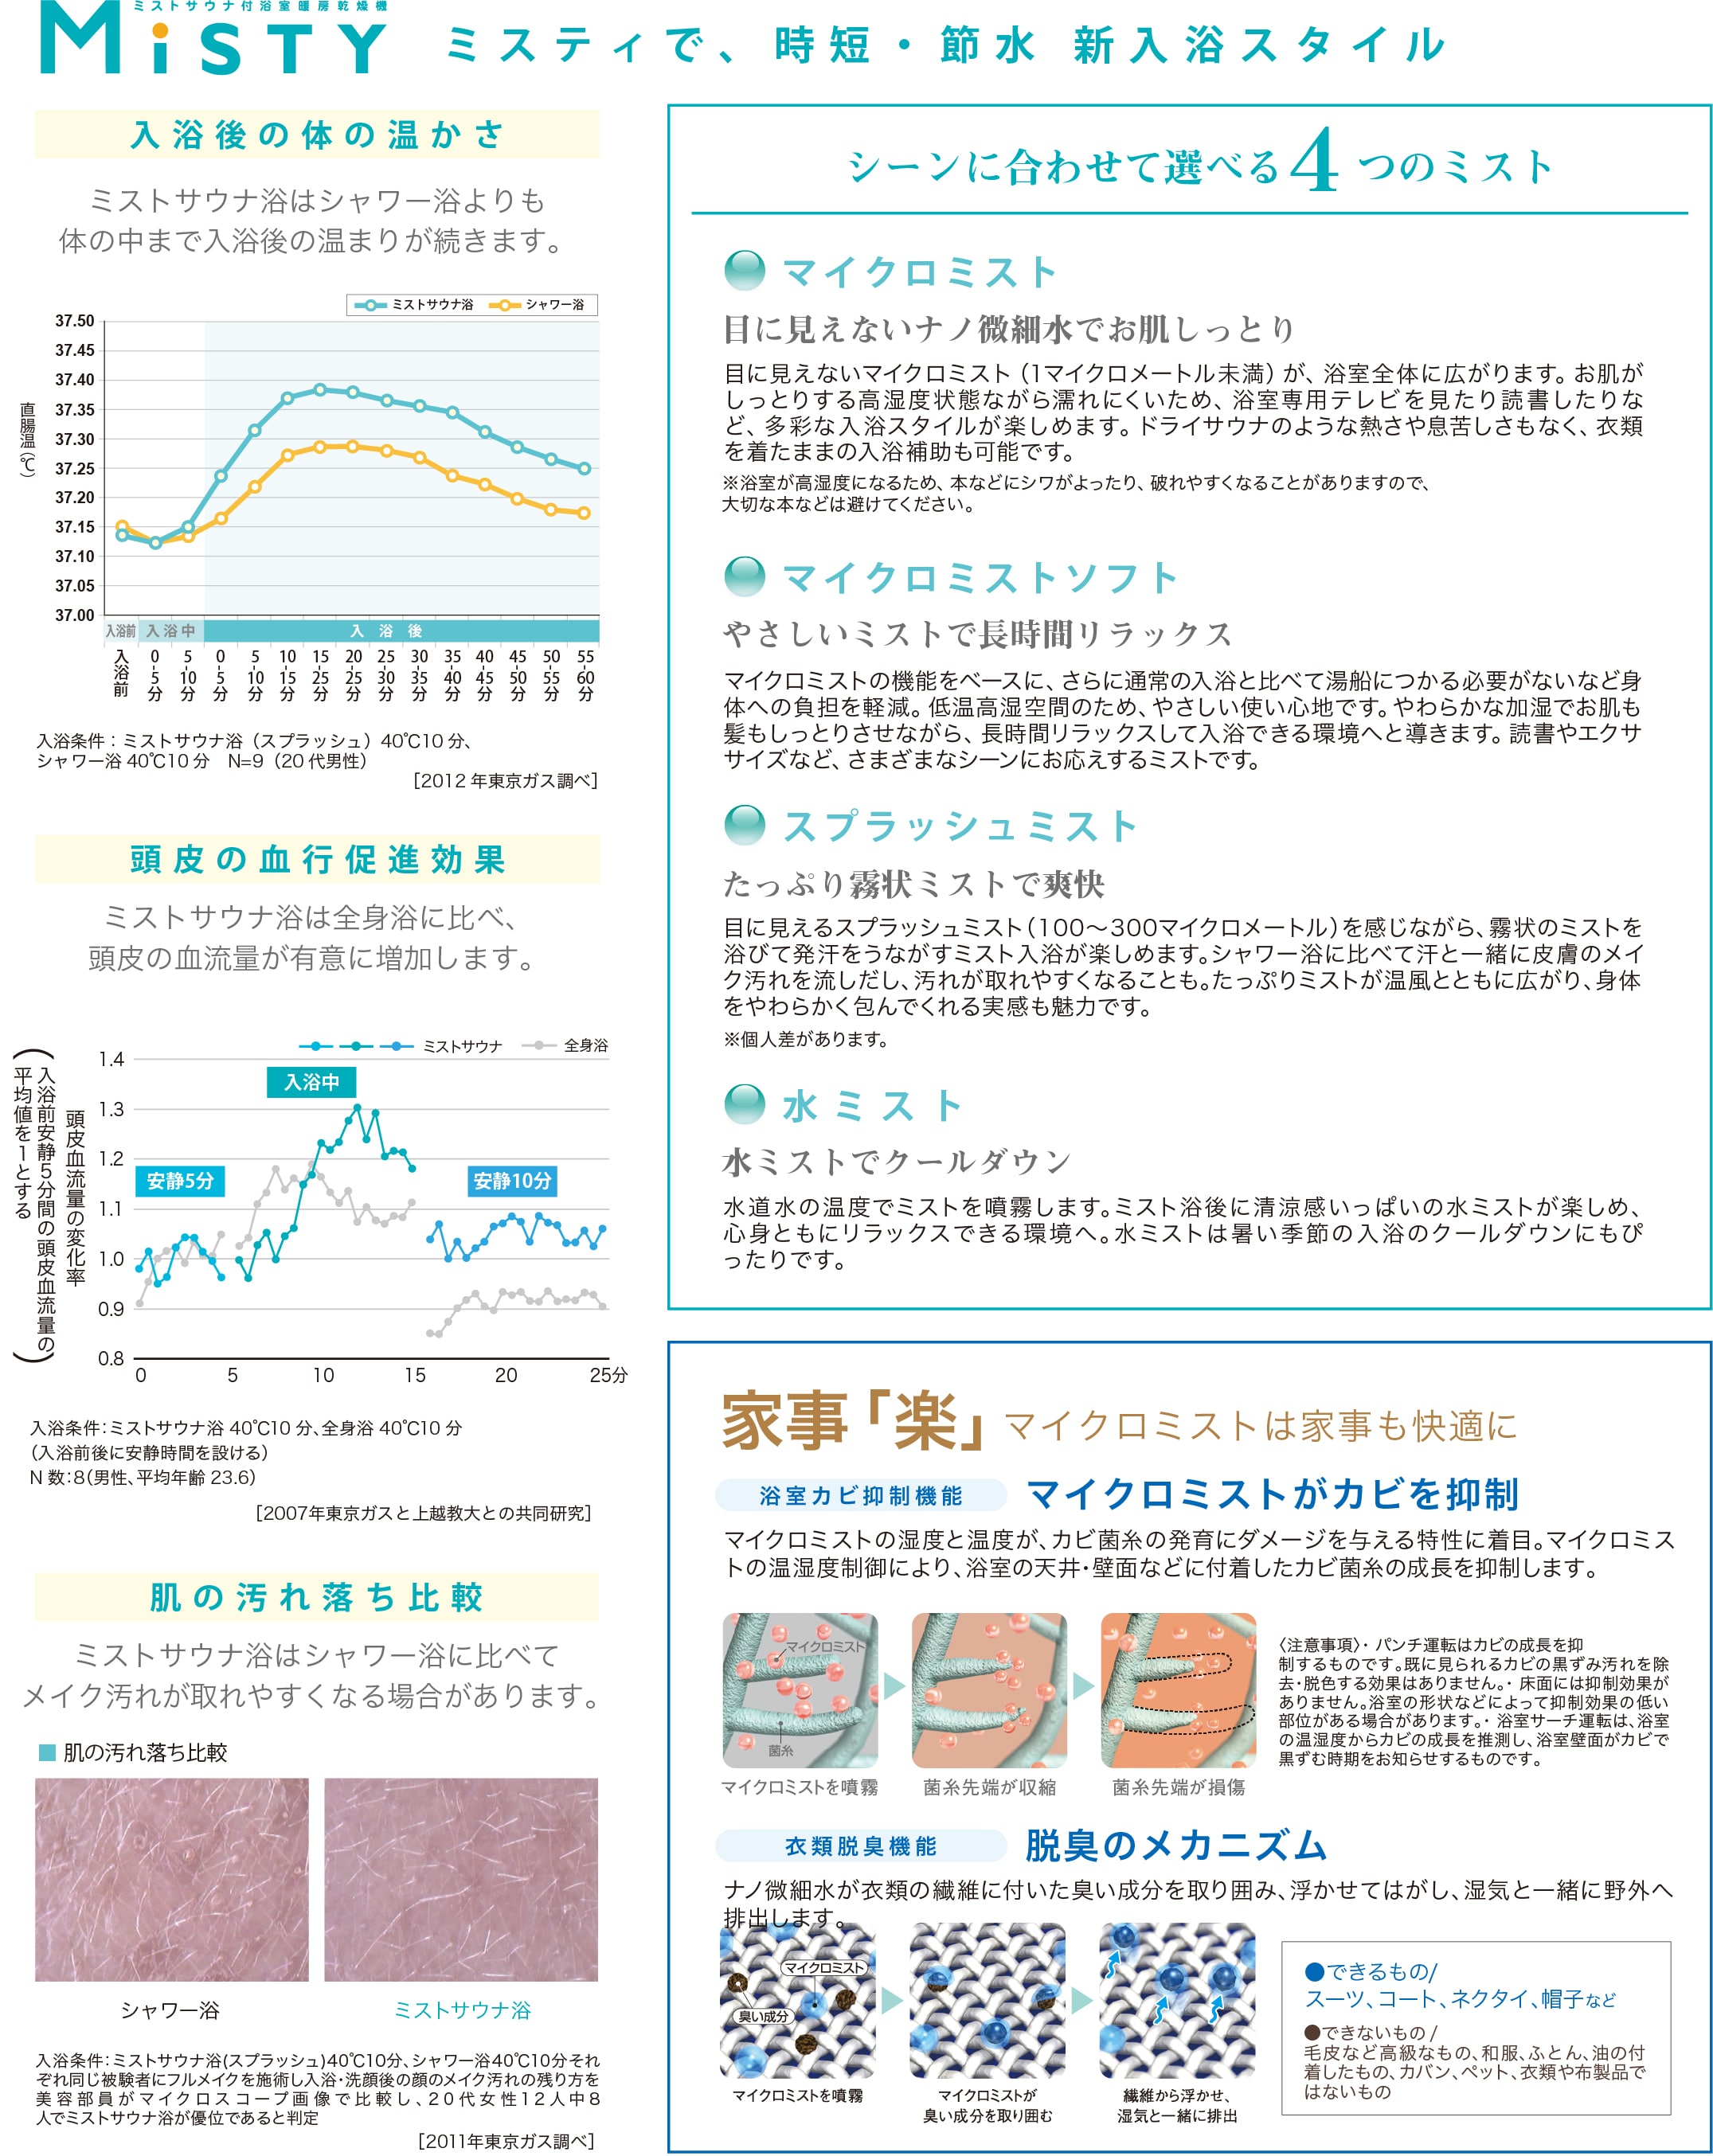 ミストサウナ付浴室暖房乾燥機
MiSTY
ミスティで、時短・節水 新入浴スタイル
入浴後の体の温かさ
ミストサウナ浴はシャワー浴よりも
体の中まで入浴後の温まりが続きます。
ミストサウナ浴 シャワー浴
直腸温(℃)
37.50
37.45
37.40
37.35
37.30
37.25
37.20
37.15
37.10
37.05
37.00
入浴前 入浴中 入浴後
入浴前 0-5分 5-10分 0-5分 5-10分 10-15分 15-25分 20-25分 25-30分 30-35分 35-40分 40-45分 45-50分 50-55分 55-60分
入浴条件：ミストサウナ浴（スプラッシュ）40℃10分、
シャワー浴 40℃10分　N=9（20代男性）
［2012年東京ガス調べ］
頭皮の血行促進効果
ミストサウナ浴は全身浴に比べ、
頭皮の血流量が有意に増加します。
ミストサウナ 全身浴
頭皮血流量の変化率
（入浴前安静5分間の頭皮血流量の
平均値を1とする）
1.4
1.3
1.2
1.1
1.0
0.9
0.8
入浴中
安静5分
安静10分
0 5 10 15 20 25分
入浴条件：ミストサウナ浴 40℃10分、全身浴 40℃10分
（入浴前後に安静時間を設ける）
N数：8（男性、平均年齢 23.6）
［2007年東京ガスと上越教大との共同研究］
肌の汚れ落ち比較
ミストサウナ浴はシャワー浴に比べて
メイク汚れが取れやすくなる場合があります。
■肌の汚れ落ち比較
シャワー浴
ミストサウナ浴
入浴条件：ミストサウナ浴(スプラッシュ)40℃10分、シャワー浴40℃10分それ
ぞれ同じ被験者にフルメイクを施術し入浴・洗顔後の顔のメイク汚れの残り方を
美容部員がマイクロスコープ画像で比較し、20代女性12人中8
人でミストサウナ浴が優位であると判定
［2011年東京ガス調べ］
シーンに合わせて選べる4つのミスト
マイクロミスト
目に見えないナノ微細水でお肌しっとり
目に見えないマイクロミスト（1マイクロメートル未満）が、浴室全体に広がります。お肌が
しっとりする高湿度状態ながら濡れにくいため、浴室専用テレビを見たり読書したりな
ど、多彩な入浴スタイルが楽しめます。ドライサウナのような熱さや息苦しさもなく、衣類
を着たままの入浴補助も可能です。
※浴室が高湿度になるため、本などにシワがよったり、破れやすくなることがありますので、
大切な本などは避けてください。
マイクロミストソフト
やさしいミストで長時間リラックス
マイクロミストの機能をベースに、さらに通常の入浴と比べて湯船につかる必要がないなど身
体への負担を軽減。低温高湿空間のため、やさしい使い心地です。やわらかな加湿でお肌も
髪もしっとりさせながら、長時間リラックスして入浴できる環境へと導きます。読書やエクサ
サイズなど、さまざまなシーンにお応えするミストです。
スプラッシュミスト
たっぷり霧状ミストで爽快
目に見えるスプラッシュミスト（100〜300マイクロメートル）を感じながら、霧状のミストを
浴びて発汗をうながすミスト入浴が楽しめます。シャワー浴に比べて汗と一緒に皮膚のメイ
ク汚れを流しだし、汚れが取れやすくなることも。たっぷりミストが温風とともに広がり、身体
をやわらかく包んでくれる実感も魅力です。
※個人差があります。
水ミスト
水ミストでクールダウン
水道水の温度でミストを噴霧します。ミスト浴後に清涼感いっぱいの水ミストが楽しめ、
心身ともにリラックスできる環境へ。水ミストは暑い季節の入浴のクールダウンにもぴ
ったりです。
家事「楽」マイクロミストは家事も快適に
浴室カビ抑制機能 マイクロミストがカビを抑制
マイクロミストの湿度と温度が、カビ菌糸の発育にダメージを与える特性に着目。マイクロミス
トの温湿度制御により、浴室の天井・壁面などに付着したカビ菌糸の成長を抑制します。
マイクロミスト
菌糸
マイクロミストを噴霧 菌糸先端が収縮 菌糸先端が損傷
〈注意事項〉・ パンチ運転はカビの成長を抑
制するものです。既に見られるカビの黒ずみ汚れを除
去・脱色する効果はありません。・ 床面には抑制効果が
ありません。浴室の形状などによって抑制効果の低い
部位がある場合があります。・ 浴室サーチ運転は、浴室
の温湿度からカビの成長を推測し、浴室壁面がカビで
黒ずむ時期をお知らせするものです。
衣類脱臭機能 脱臭のメカニズム
ナノ微細水が衣類の繊維に付いた臭い成分を取り囲み、浮かせてはがし、湿気と一緒に野外へ
排出します。
マイクロミスト
臭い成分
マイクロミストを噴霧
マイクロミストが
臭い成分を取り囲む
繊維から浮かせ、
湿気と一緒に排出
●できるもの/
スーツ、コート、ネクタイ、帽子など
●できないもの/
毛皮など高級なもの、和服、ふとん、油の付
着したもの、カバン、ペット、衣類や布製品で
はないもの